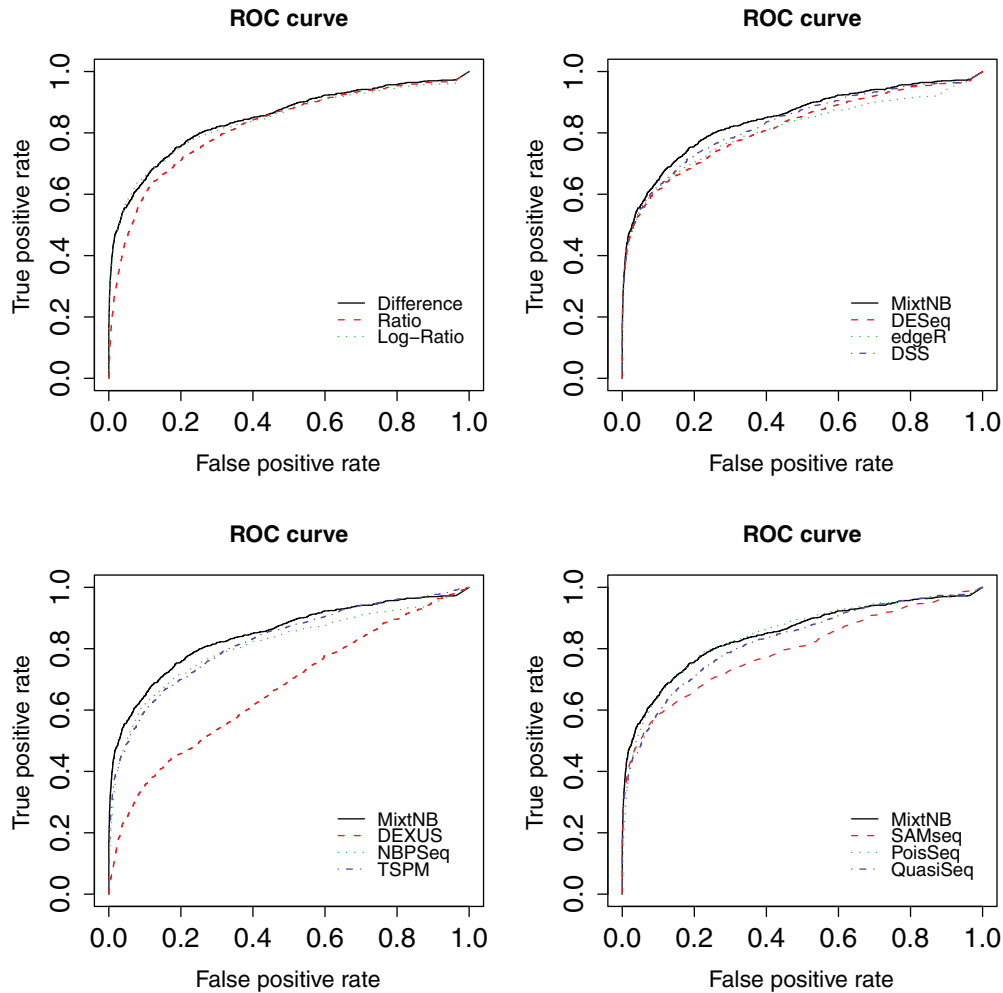 ROC curve
True positive rate
1.0
0.8
0.6
0.4
0.2
0.0
Difference
Ratio
Log−Ratio
0.0 0.2 0.4 0.6 0.8 1.0
False positive rate
ROC curve
True positive rate
1.0
0.8
0.6
0.4
0.2
0.0
MixtNB
DESeq
edgeR
DSS
0.0 0.2 0.4 0.6 0.8 1.0
False positive rate
ROC curve
True positive rate
1.0
0.8
0.6
0.4
0.2
0.0
MixtNB
DEXUS
NBPSeq
TSPM
0.0 0.2 0.4 0.6 0.8 1.0
False positive rate
ROC curve
True positive rate
1.0
0.8
0.6
0.4
0.2
0.0
MixtNB
SAMseq
PoisSeq
QuasiSeq
0.0 0.2 0.4 0.6 0.8 1.0
False positive rate